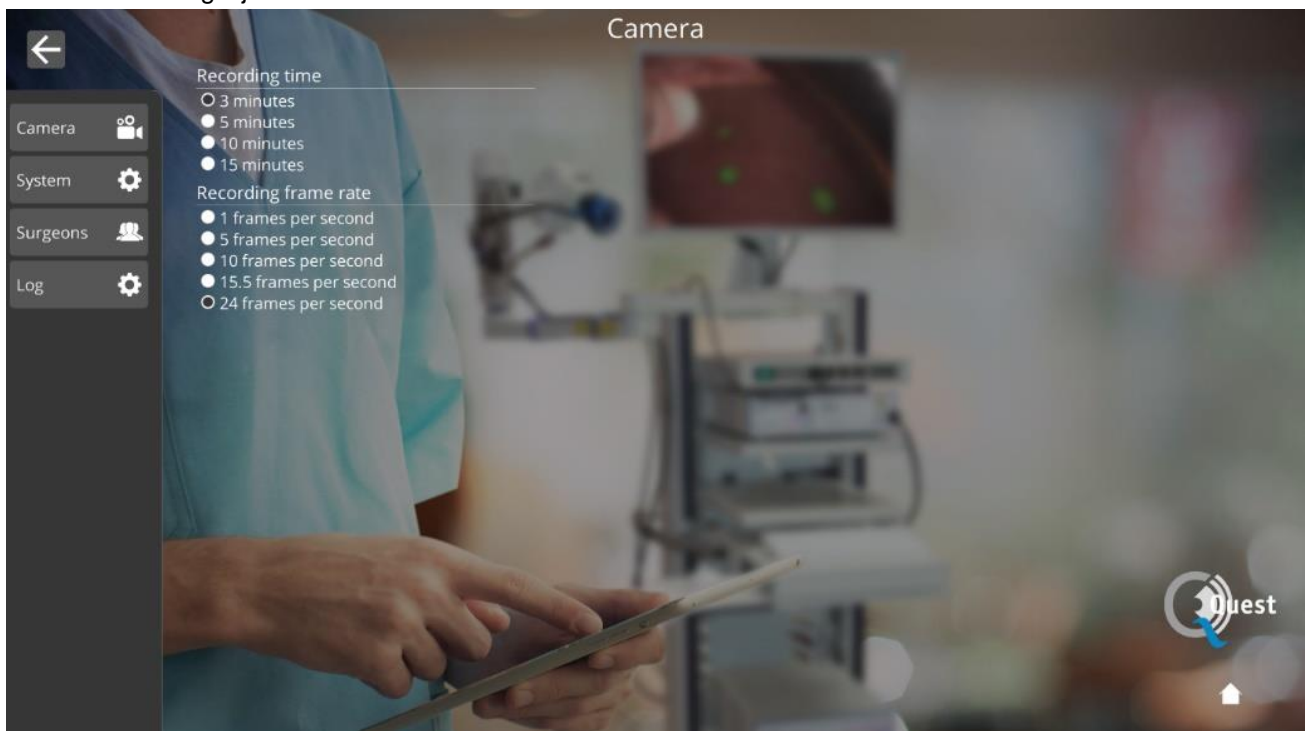 Camera
Camera
System
Surgeons
Log
Recording time
3 minutes
5 minutes
10 minutes
15 minutes
Recording frame rate
1 frames per second
5 frames per second
10 frames per second
15.5 frames per second
24 frames per second
Quest